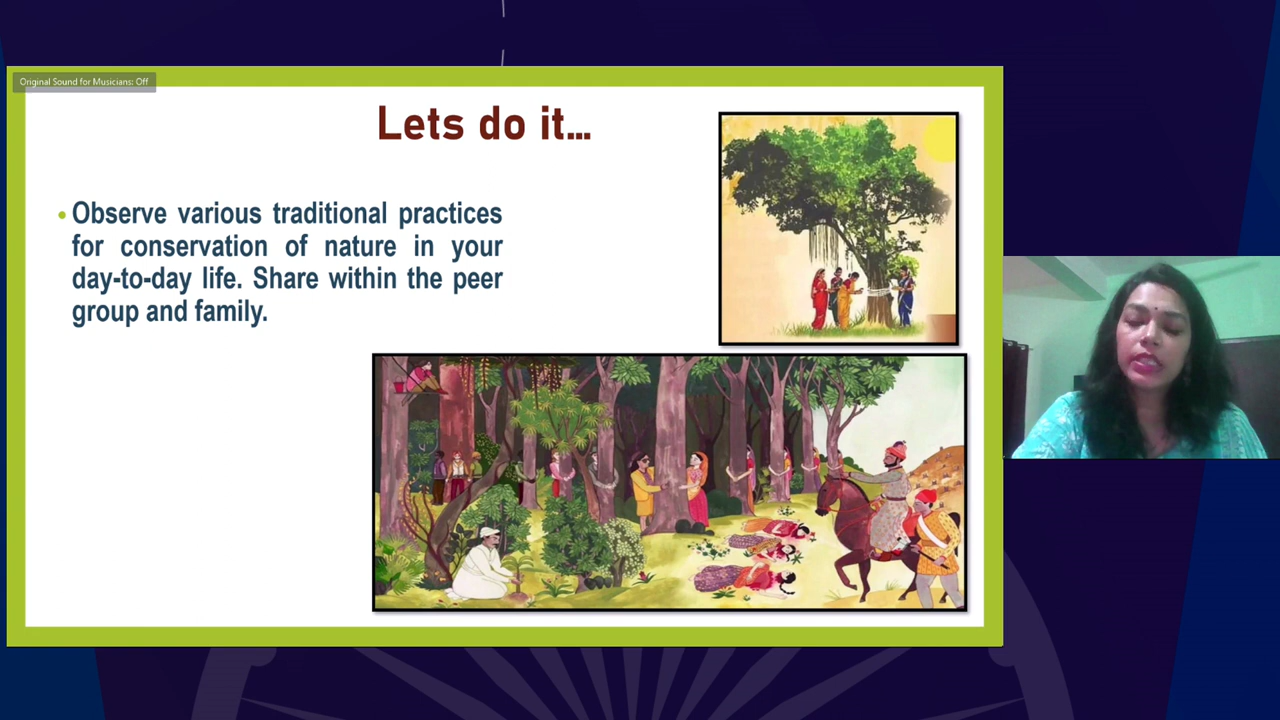 Original Sound for Musicians: Off
Lets do it...
• Observe various traditional practices
for conservation of nature in your
day-to-day life. Share within the peer
group and family.